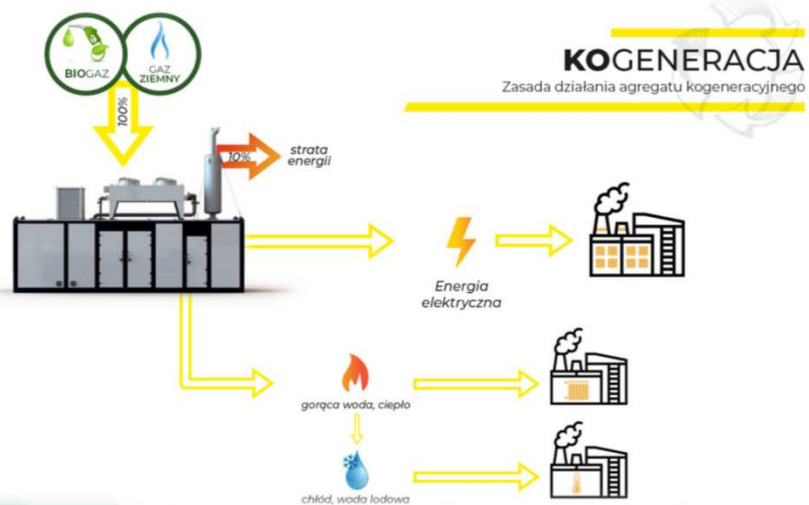 BIOGAZ
GAZ
ZIEMNY
KOGENERACJA
Zasada działania agregatu kogeneracyjnego
100%
10%
strata
energii
Energia
elektryczna
gorąca woda, ciepło
chłód, woda lodowa